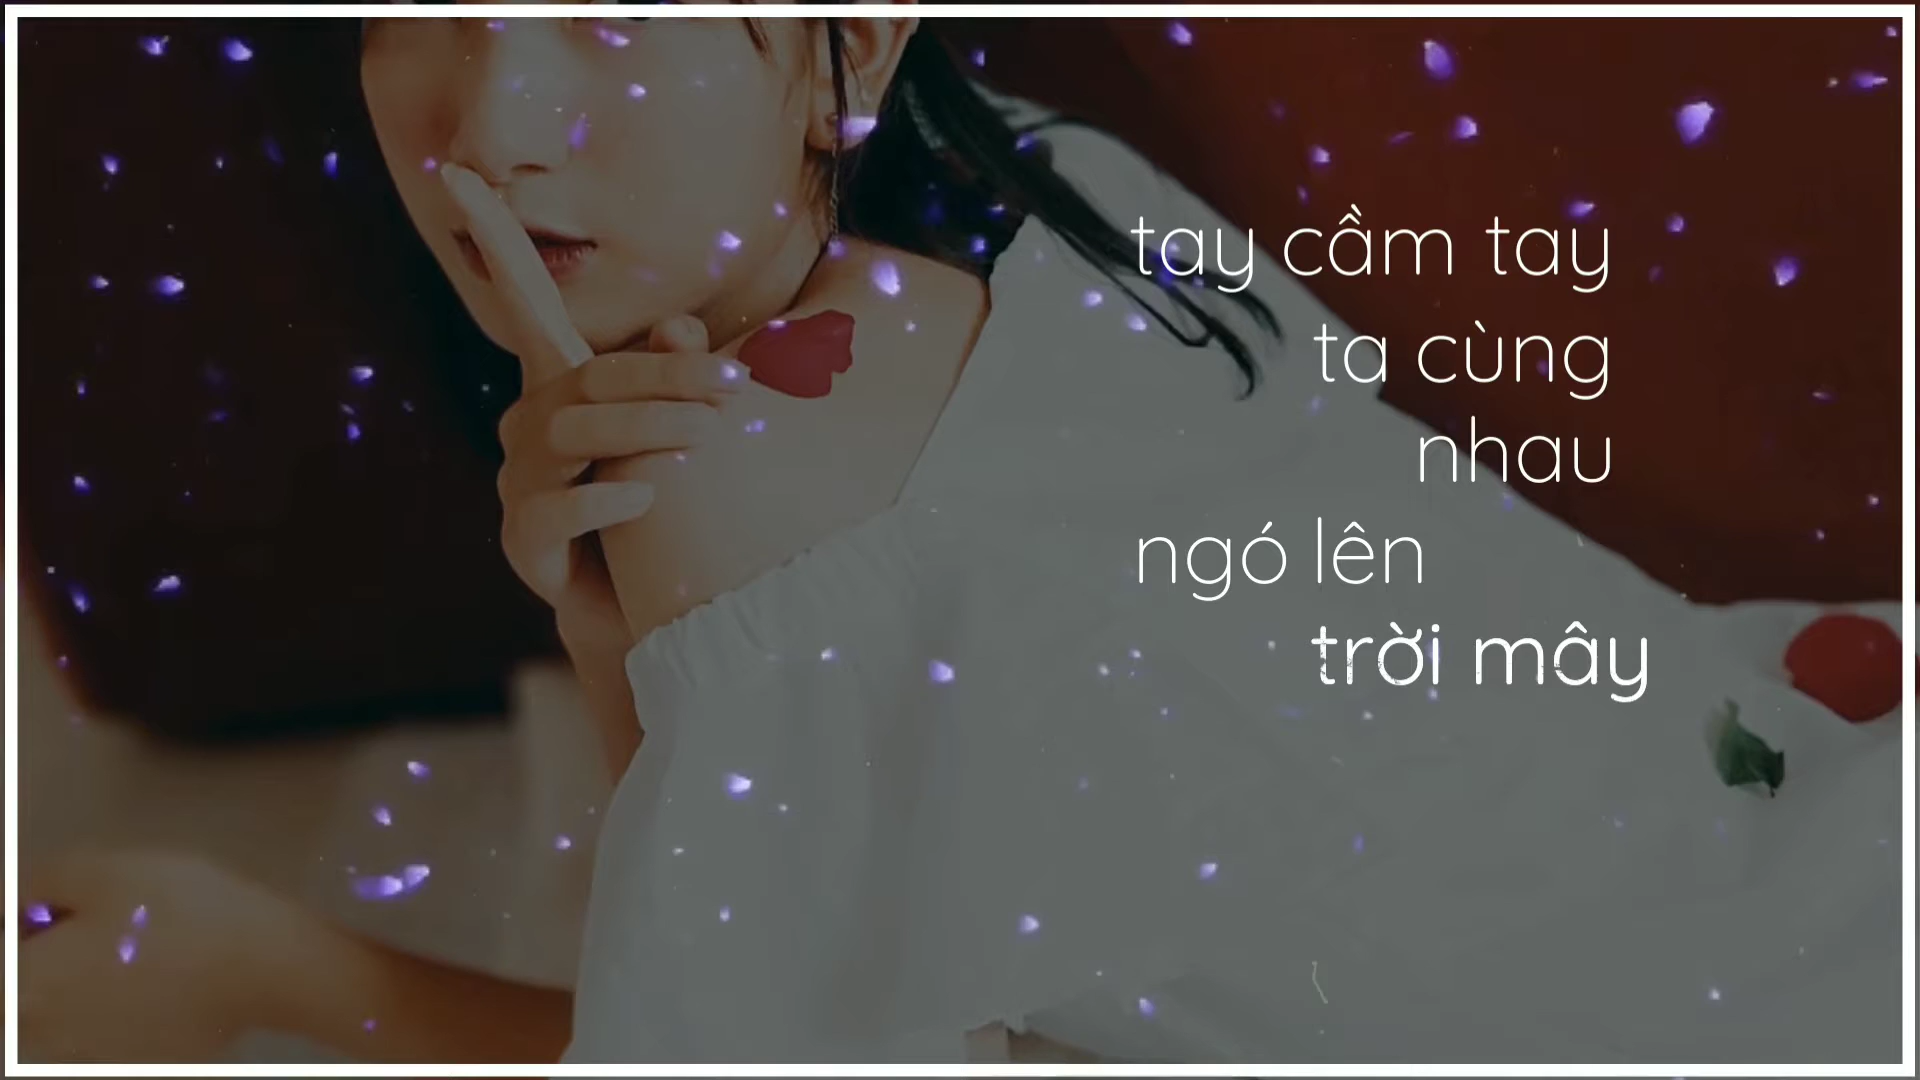 tay cầm tay
ta cùng
nhau
ngó lên
trời mây